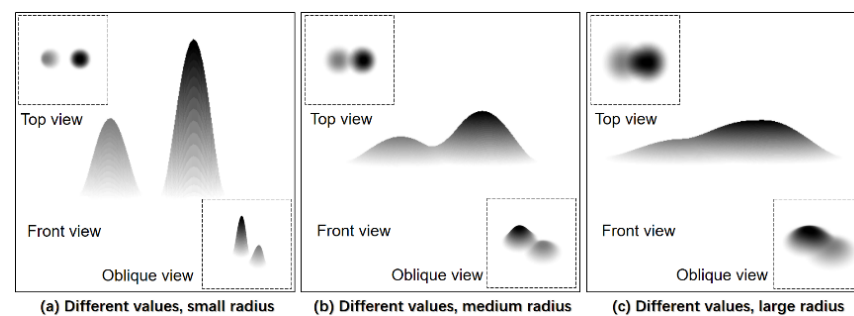 Top view
Front view
Oblique view
(a) Different values, small radius
Top view
Front view
Oblique view
(b) Different values, medium radius
Top view
Front view
Oblique view
(c) Different values, large radius